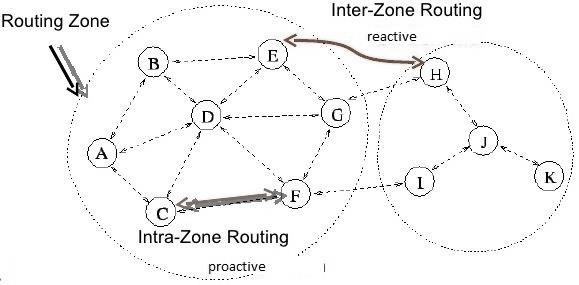 Inter-Zone Routing
Routing Zone
reactive
B
E
H
D
G
J
A
K
I
F
C
Intra-Zone Routing
proactive